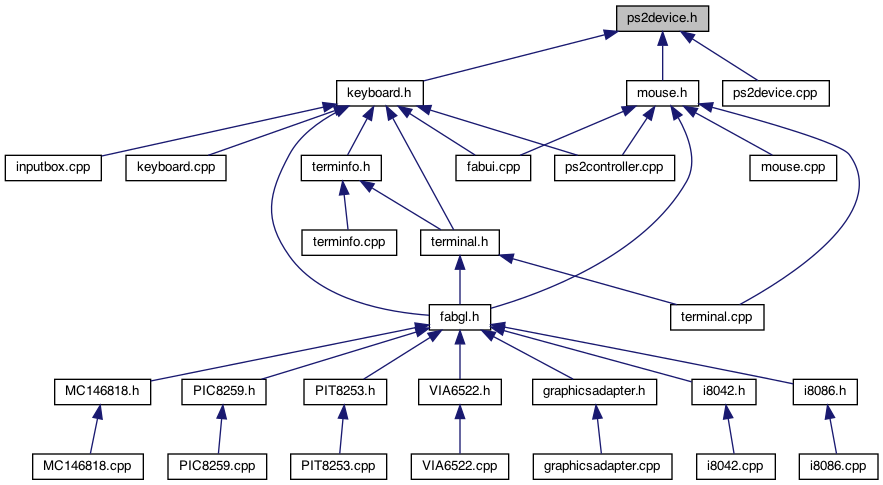 ps2device.h
keyboard.h
mouse.h
ps2device.cpp
inputbox.cpp
keyboard.cpp
terminfo.h
fabui.cpp
ps2controller.cpp
mouse.cpp
terminfo.cpp
terminal.h
fabgl.h
terminal.cpp
MC146818.h
PIC8259.h
PIT8253.h
VIA6522.h
graphicsadapter.h
i8042.h
i8086.h
MC146818.cpp
PIC8259.cpp
PIT8253.cpp
VIA6522.cpp
graphicsadapter.cpp
i8042.cpp
i8086.cpp